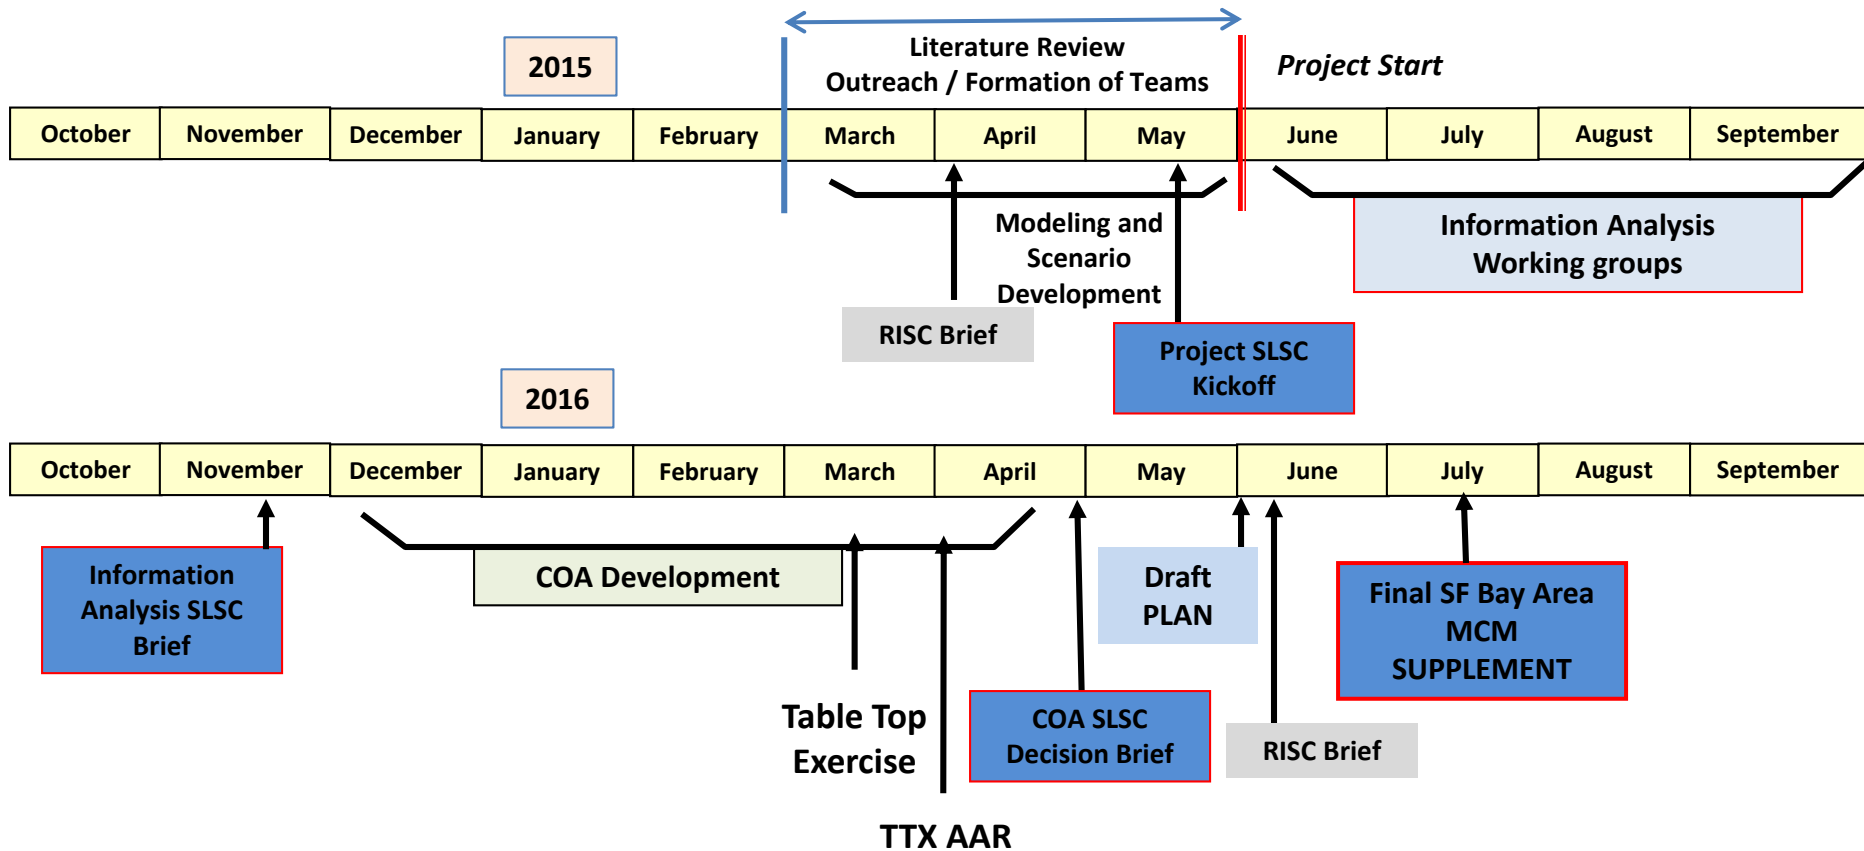 2015
Literature Review
Outreach / Formation of Teams
Project Start
October November December January February March April May June July August September
Modeling and
Scenario
Development
Information Analysis
Working groups
RISC Brief
Project SLSC
Kickoff
2016
October November December January February March April May June July August September
Information
Analysis SLSC
Brief
COA Development
Draft
PLAN
Final SF Bay Area
MCM
SUPPLEMENT
Table Top
Exercise
COA SLSC
Decision Brief
RISC Brief
TTX AAR